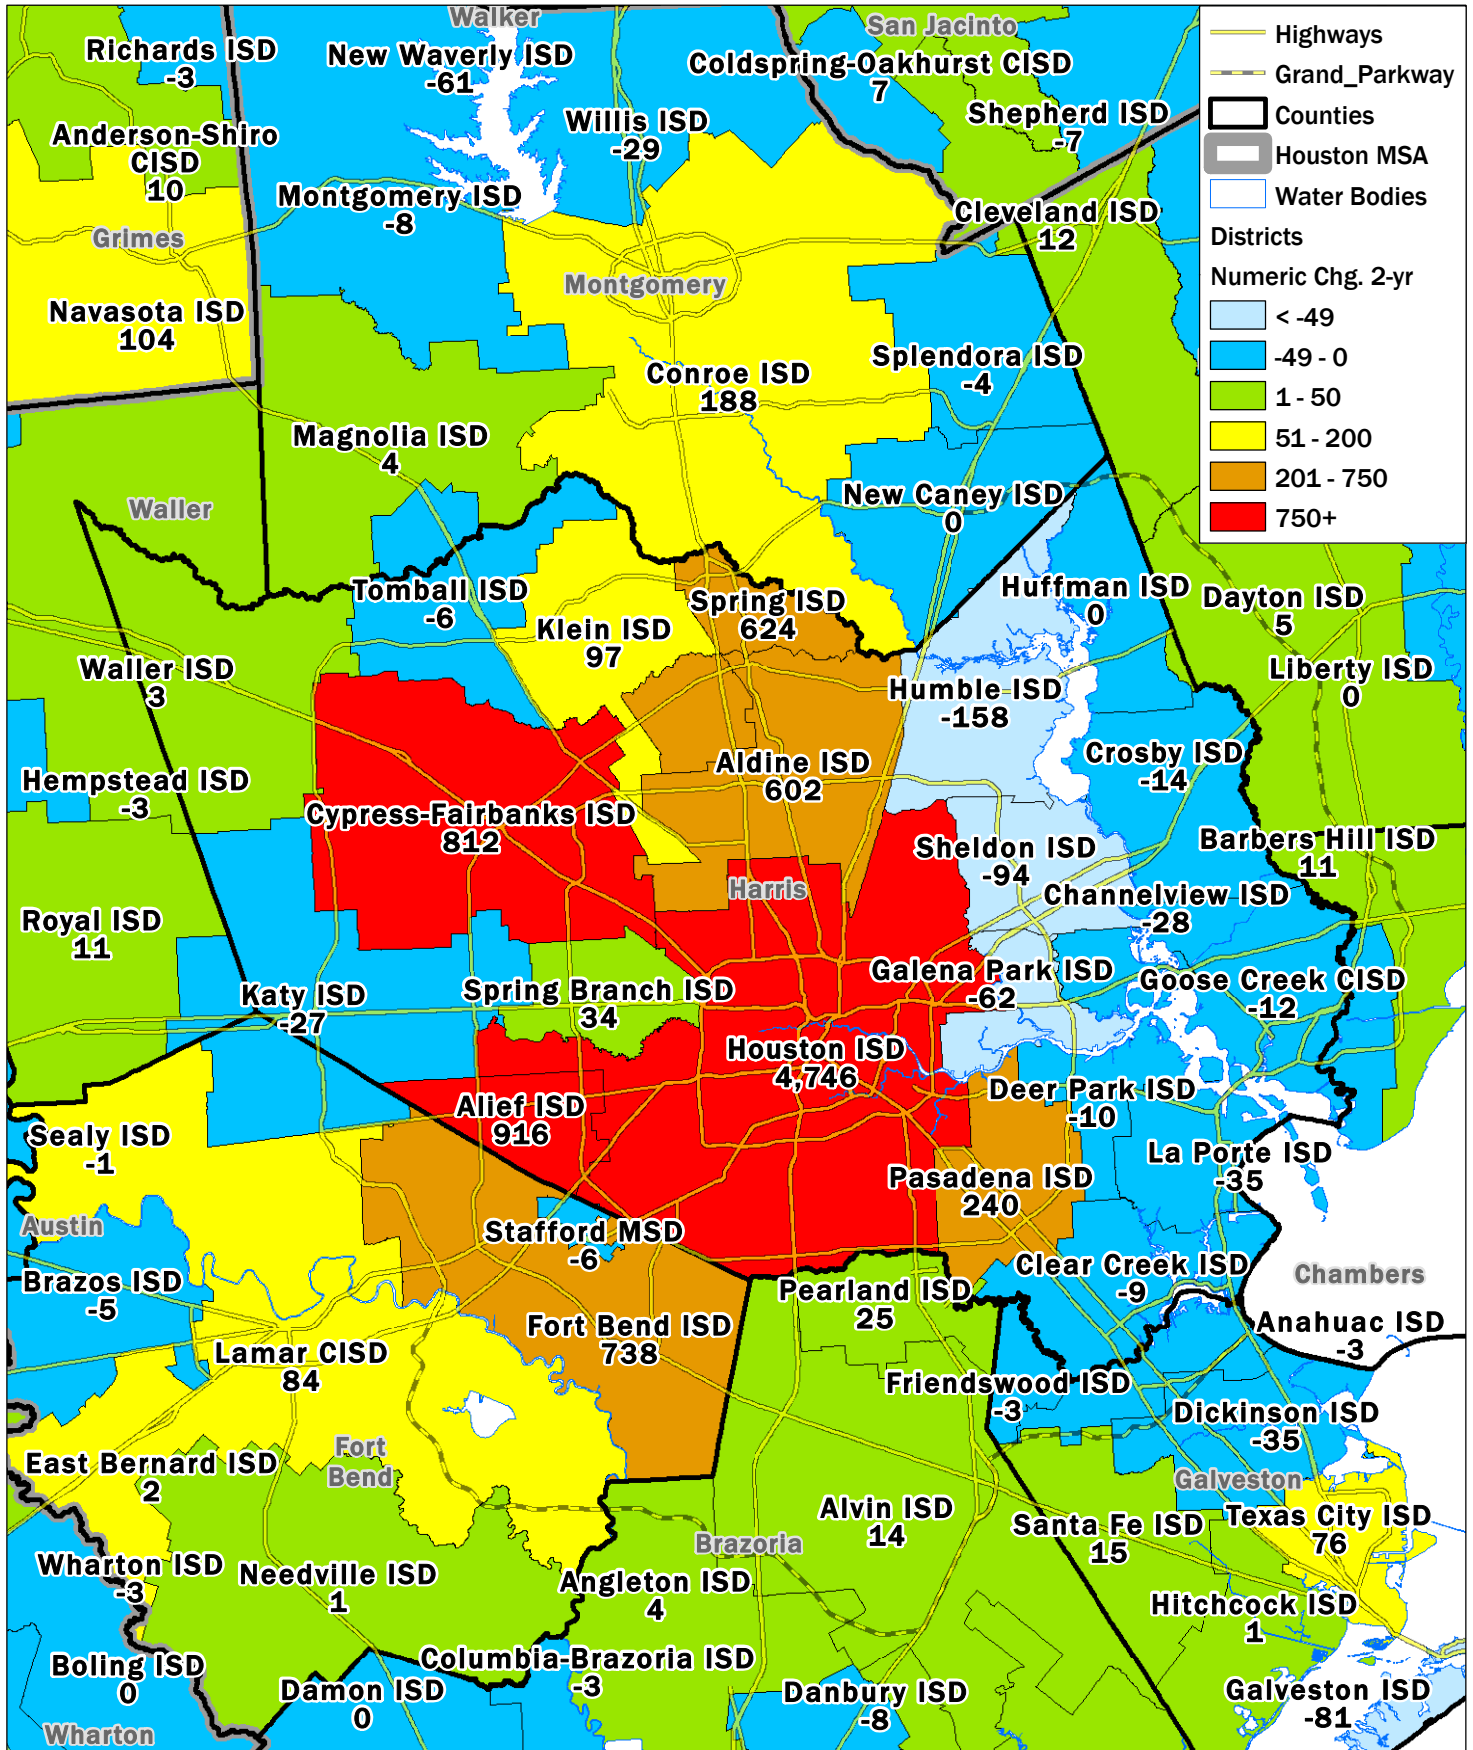 Walker
San Jacinto
Richards ISD
-3
New Waverly ISD
-61
Coldspring-Oakhurst CISD
7
Willis ISD
-29
Shepherd ISD
-7
Anderson-Shiro
CISD
10
Montgomery ISD
-8
Cleveland ISD
12
Grimes
Montgomery
Navasota ISD
104
Splendora ISD
-4
Conroe ISD
188
Magnolia ISD
4
Waller
New Caney ISD
0
Tomball ISD
-6
Spring ISD
624
Huffman ISD
0
Dayton ISD
5
Klein ISD
97
Waller ISD
3
Liberty ISD
0
Humble ISD
-158
Hempstead ISD
-3
Aldine ISD
602
Crosby ISD
-14
Cypress-Fairbanks ISD
812
Sheldon ISD
-94
Barbers Hill ISD
11
Harris
Channelview ISD
-28
Royal ISD
11
Katy ISD
-27
Spring Branch ISD
34
Galena Park ISD
-62
Goose Creek CISD
-12
Houston ISD
4,746
Alief ISD
916
Deer Park ISD
-10
Sealy ISD
-1
La Porte ISD
-35
Pasadena ISD
240
Austin
Stafford MSD
-6
Brazos ISD
-5
Clear Creek ISD
-9
Chambers
Pearland ISD
25
Anahuac ISD
-3
Fort Bend ISD
738
Lamar CISD
84
Friendswood ISD
-3
Dickinson ISD
-35
Fort
Bend
East Bernard ISD
2
Galveston
Alvin ISD
14
Santa Fe ISD
15
Texas City ISD
76
Brazoria
Wharton ISD
-3
Needville ISD
1
Angleton ISD
4
Hitchcock ISD
1
Boling ISD
0
Columbia-Brazoria ISD
-3
Damon ISD
0
Danbury ISD
-8
Galveston ISD
-81
Wharton
Highways
Grand_Parkway
Counties
Houston MSA
Water Bodies
Districts
Numeric Chg. 2-yr
< -49
-49 - 0
1 - 50
51 - 200
201 - 750
750+